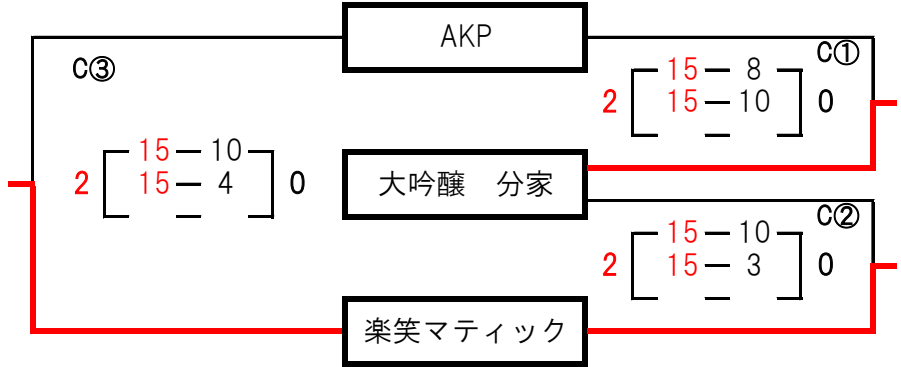 AKP
C③
15 — 10
2 15 — 4 0
C①
15 — 8
2 15 — 10 0
大吟醸　分家
C②
15 — 10
2 15 — 3 0
楽笑マティック